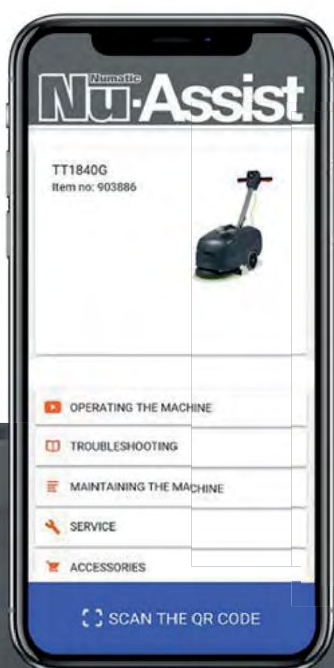 Numatic
Nu-Assist
TT1840G
Item no: 903886
OPERATING THE MACHINE
TROUBLESHOOTING
MAINTAINING THE MACHINE
SERVICE
ACCESSORIES
SCAN THE QR CODE